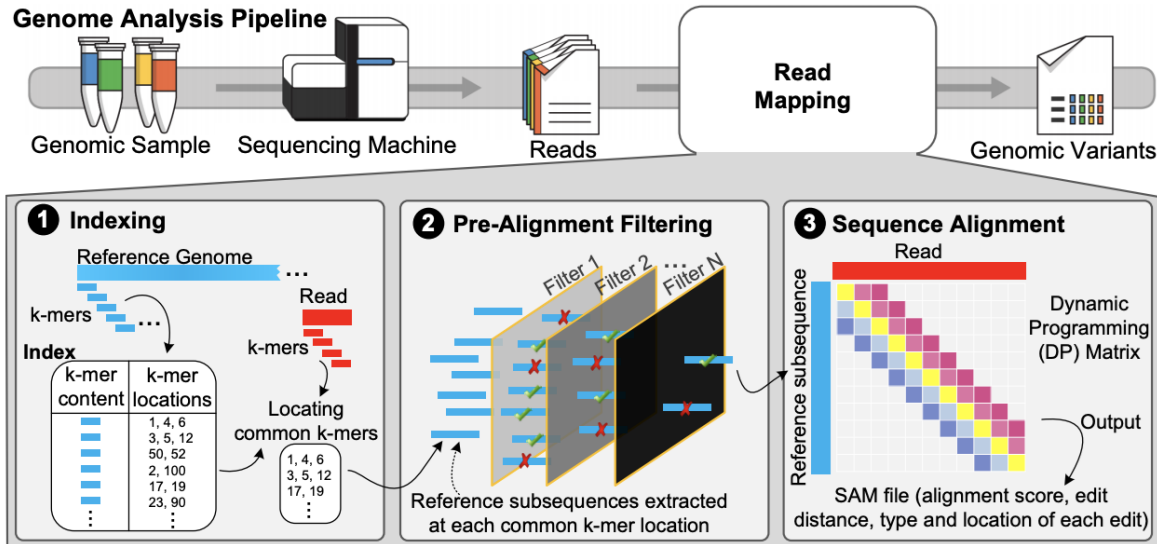 Genome Analysis Pipeline
Genomic Sample
Sequencing Machine
Reads
Read
Mapping
Genomic Variants
1 Indexing
Reference Genome
...
k-mers
...
Read
k-mers
Index
k-mer
content
k-mer
locations
1, 4, 6
3, 5, 12
50, 52
2, 100
17, 19
23, 90
⋮
⋮
Locating
common k-mers
1, 4, 6
3, 5, 12
17, 19
⋮
2 Pre-Alignment Filtering
Filter 1
Filter 2
...
Filter N
Reference subsequences extracted
at each common k-mer location
3 Sequence Alignment
Read
Reference subsequence
Dynamic
Programming
(DP) Matrix
Output
SAM file (alignment score, edit
distance, type and location of each edit)